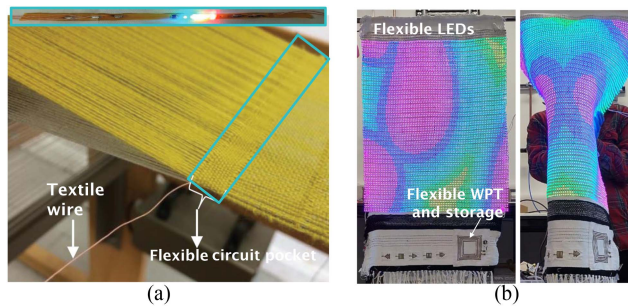 Textile
wire
Flexible circuit pocket
(a)
Flexible LEDs
Flexible WPT
and storage
(b)